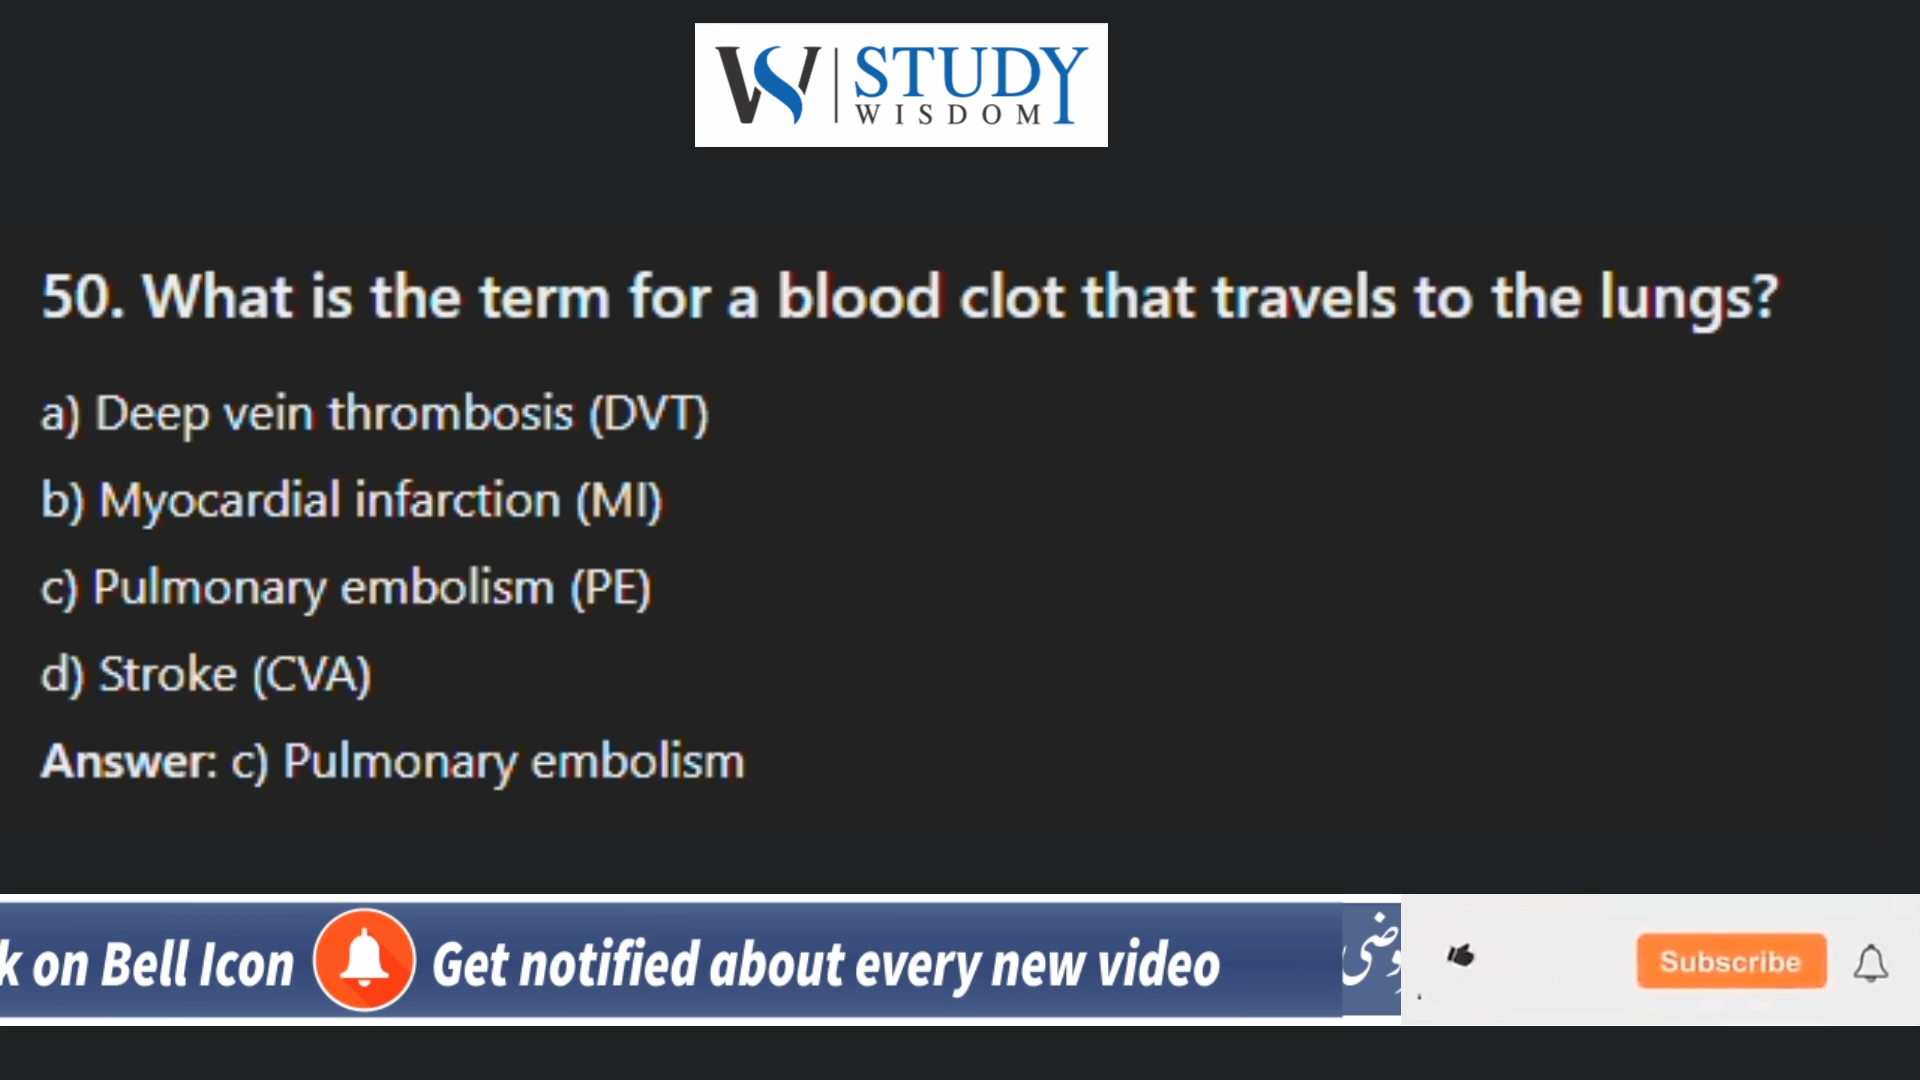 STUDY
WISDOM
50. What is the term for a blood clot that travels to the lungs?
a) Deep vein thrombosis (DVT)
b) Myocardial infarction (MI)
c) Pulmonary embolism (PE)
d) Stroke (CVA)
Answer: c) Pulmonary embolism
k on Bell Icon Get notified about every new video
Subscribe